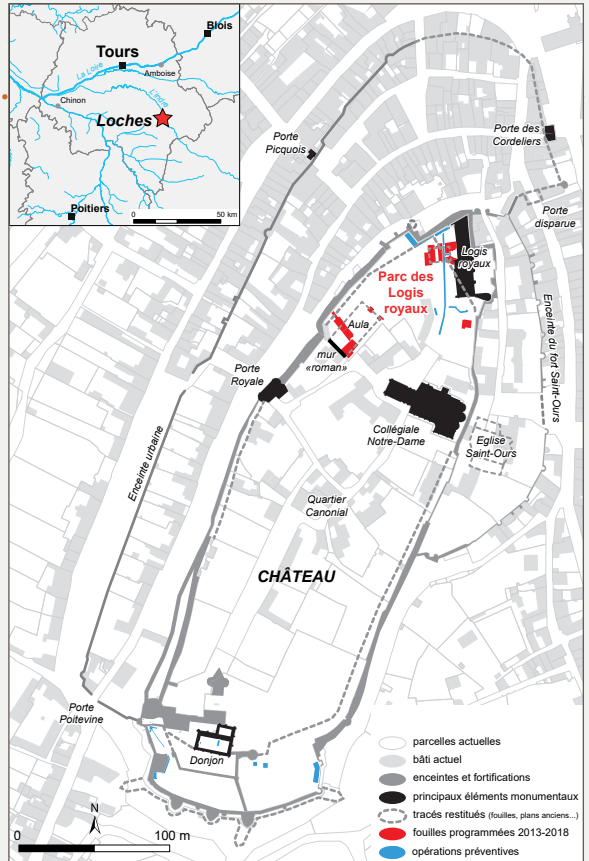 Blois
Tours
La Loire
Amboise
Chinon
L'Indre
Loches
Poitiers
0 50 km
Porte
Picquois
Porte des
Cordeliers
Porte
disparue
Logis
royaux
Parc des
Logis
royaux
Aula
mur
«roman»
Porte
Royale
Enceinte du fort Saint-Ours
Collégiale
Notre-Dame
Eglise
Saint-Ours
Enceinte urbaine
Quartier
Canonial
CHÂTEAU
Porte
Poitevine
Donjon
N
0 100 m
parcelles actuelles
bâti actuel
enceintes et fortifications
principaux éléments monumentaux
tracés restitués (fouilles, plans anciens...)
fouilles programmées 2013-2018
opérations préventives